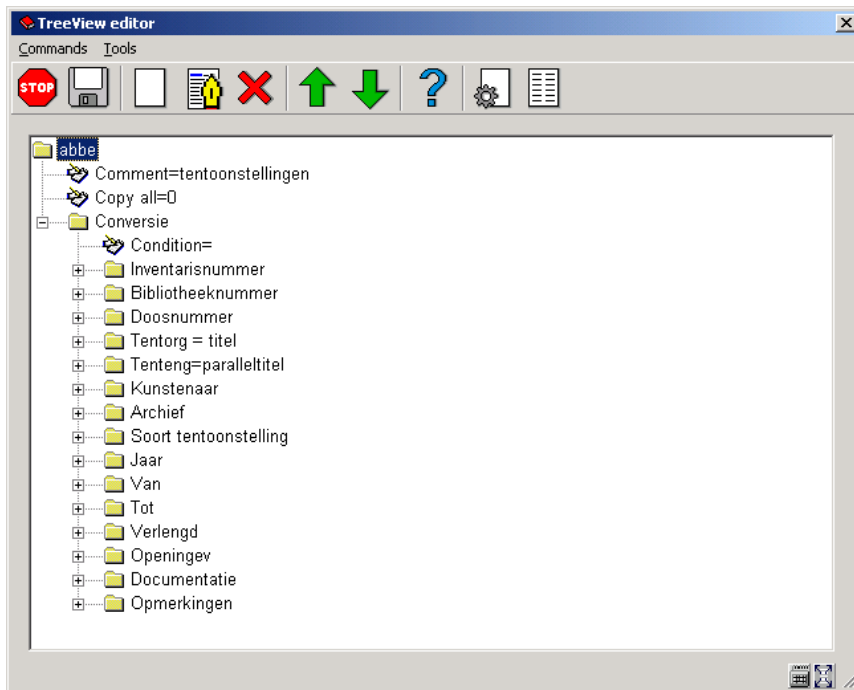 TreeView editor
Commands Tools
STOP
abbe
Comment=tentoonstellingen
Copy all=0
Conversie
Condition=
Inventarisnummer
Bibliotheeknummer
Doosnummer
Tentorg = titel
Tenteng=paralleltitel
Kunstenaar
Archief
Soort tentoonstelling
Jaar
Van
Tot
Verlengd
Openingev
Documentatie
Opmerkingen